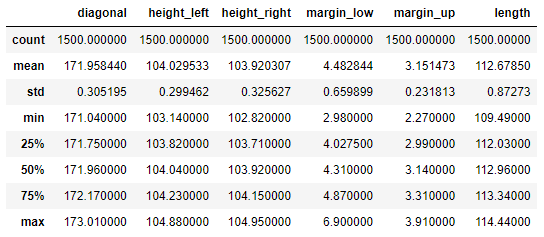 diagonal height_left height_right margin_low margin_up length
count 1500.000000 1500.000000 1500.000000 1500.000000 1500.000000 1500.00000
mean 171.958440 104.029533 103.920307 4.482844 3.151473 112.67850
std 0.305195 0.299462 0.325627 0.659899 0.231813 0.87273
min 171.040000 103.140000 102.820000 2.980000 2.270000 109.49000
25% 171.750000 103.820000 103.710000 4.027500 2.990000 112.03000
50% 171.960000 104.040000 103.920000 4.310000 3.140000 112.96000
75% 172.170000 104.230000 104.150000 4.870000 3.310000 113.34000
max 173.010000 104.880000 104.950000 6.900000 3.910000 114.44000